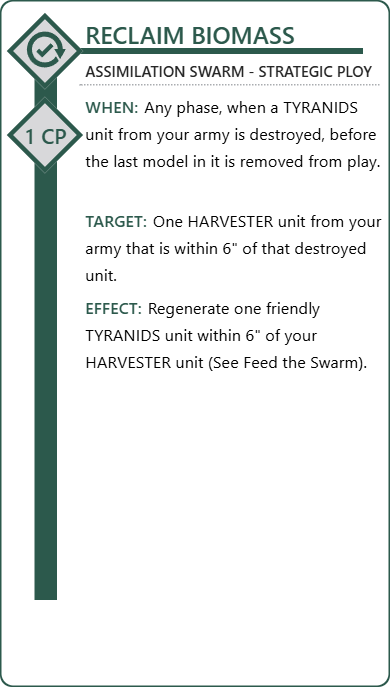 RECLAIM BIOMASS
ASSIMILATION SWARM - STRATEGIC PLOY
1 CP
WHEN: Any phase, when a TYRANIDS
unit from your army is destroyed, before
the last model in it is removed from play.
TARGET: One HARVESTER unit from your
army that is within 6" of that destroyed
unit.
EFFECT: Regenerate one friendly
TYRANIDS unit within 6" of your
HARVESTER unit (See Feed the Swarm).